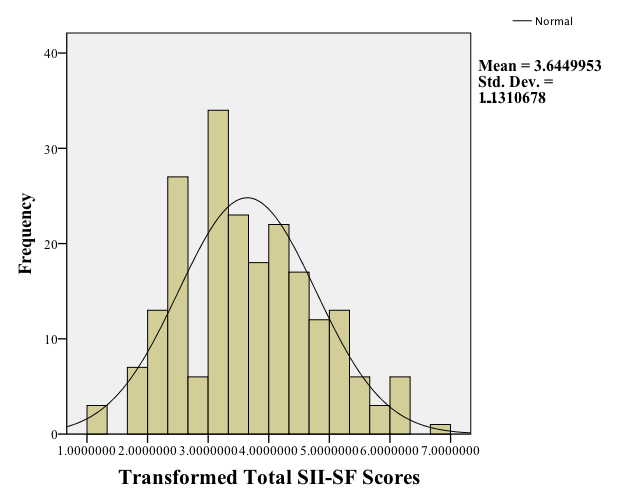 Normal
Mean = 3.6449953
Std. Dev. =
1.1310678
40
30
20
10
0
Frequency
1.0000000 2.0000000 3.0000000 4.0000000 5.0000000 6.0000000 7.0000000
Transformed Total SII-SF Scores